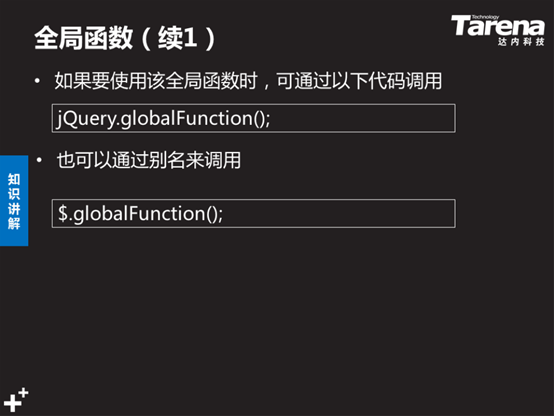 全局函数（续1）
Technology
Tarena
达内科技
• 如果要使用该全局函数时，可通过以下代码调用
jQuery.globalFunction();
• 也可以通过别名来调用
知识讲解
$.globalFunction();